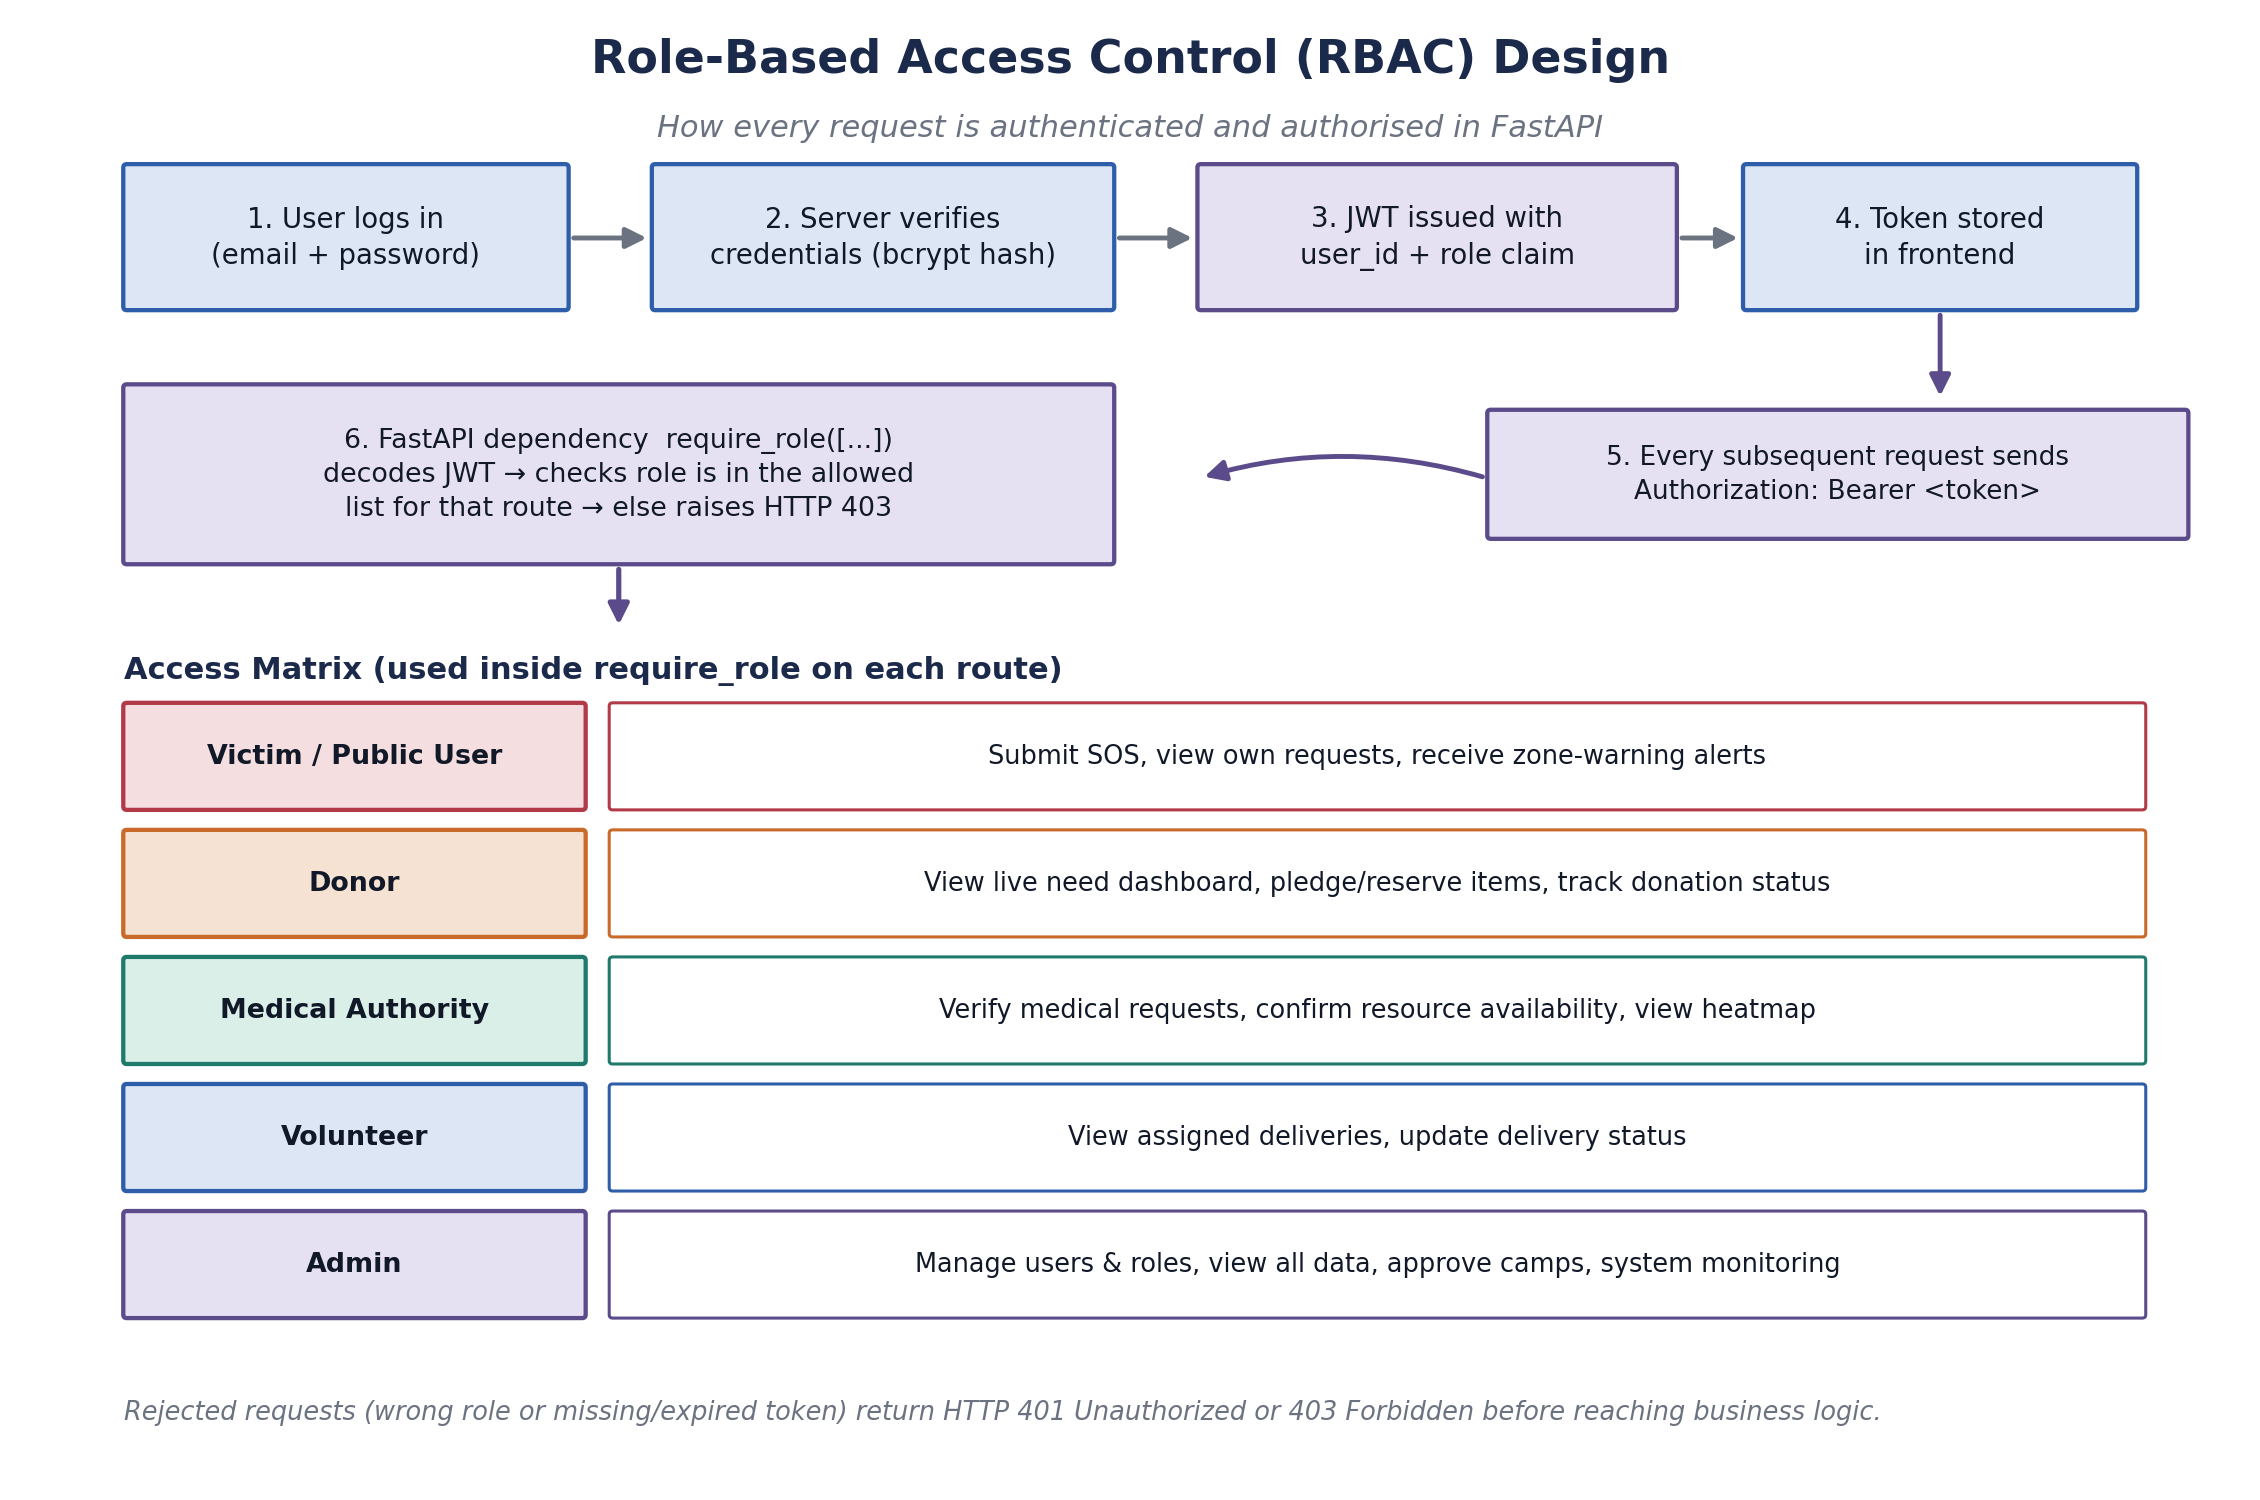 Role-Based Access Control (RBAC) Design
How every request is authenticated and authorised in FastAPI
1. User logs in
(email + password)
2. Server verifies
credentials (bcrypt hash)
3. JWT issued with
user_id + role claim
4. Token stored
in frontend
5. Every subsequent request sends
Authorization: Bearer <token>
6. FastAPI dependency  require_role([...])
decodes JWT → checks role is in the allowed
list for that route → else raises HTTP 403
Access Matrix (used inside require_role on each route)
Victim / Public User
Submit SOS, view own requests, receive zone-warning alerts
Donor
View live need dashboard, pledge/reserve items, track donation status
Medical Authority
Verify medical requests, confirm resource availability, view heatmap
Volunteer
View assigned deliveries, update delivery status
Admin
Manage users & roles, view all data, approve camps, system monitoring
Rejected requests (wrong role or missing/expired token) return HTTP 401 Unauthorized or 403 Forbidden before reaching business logic.